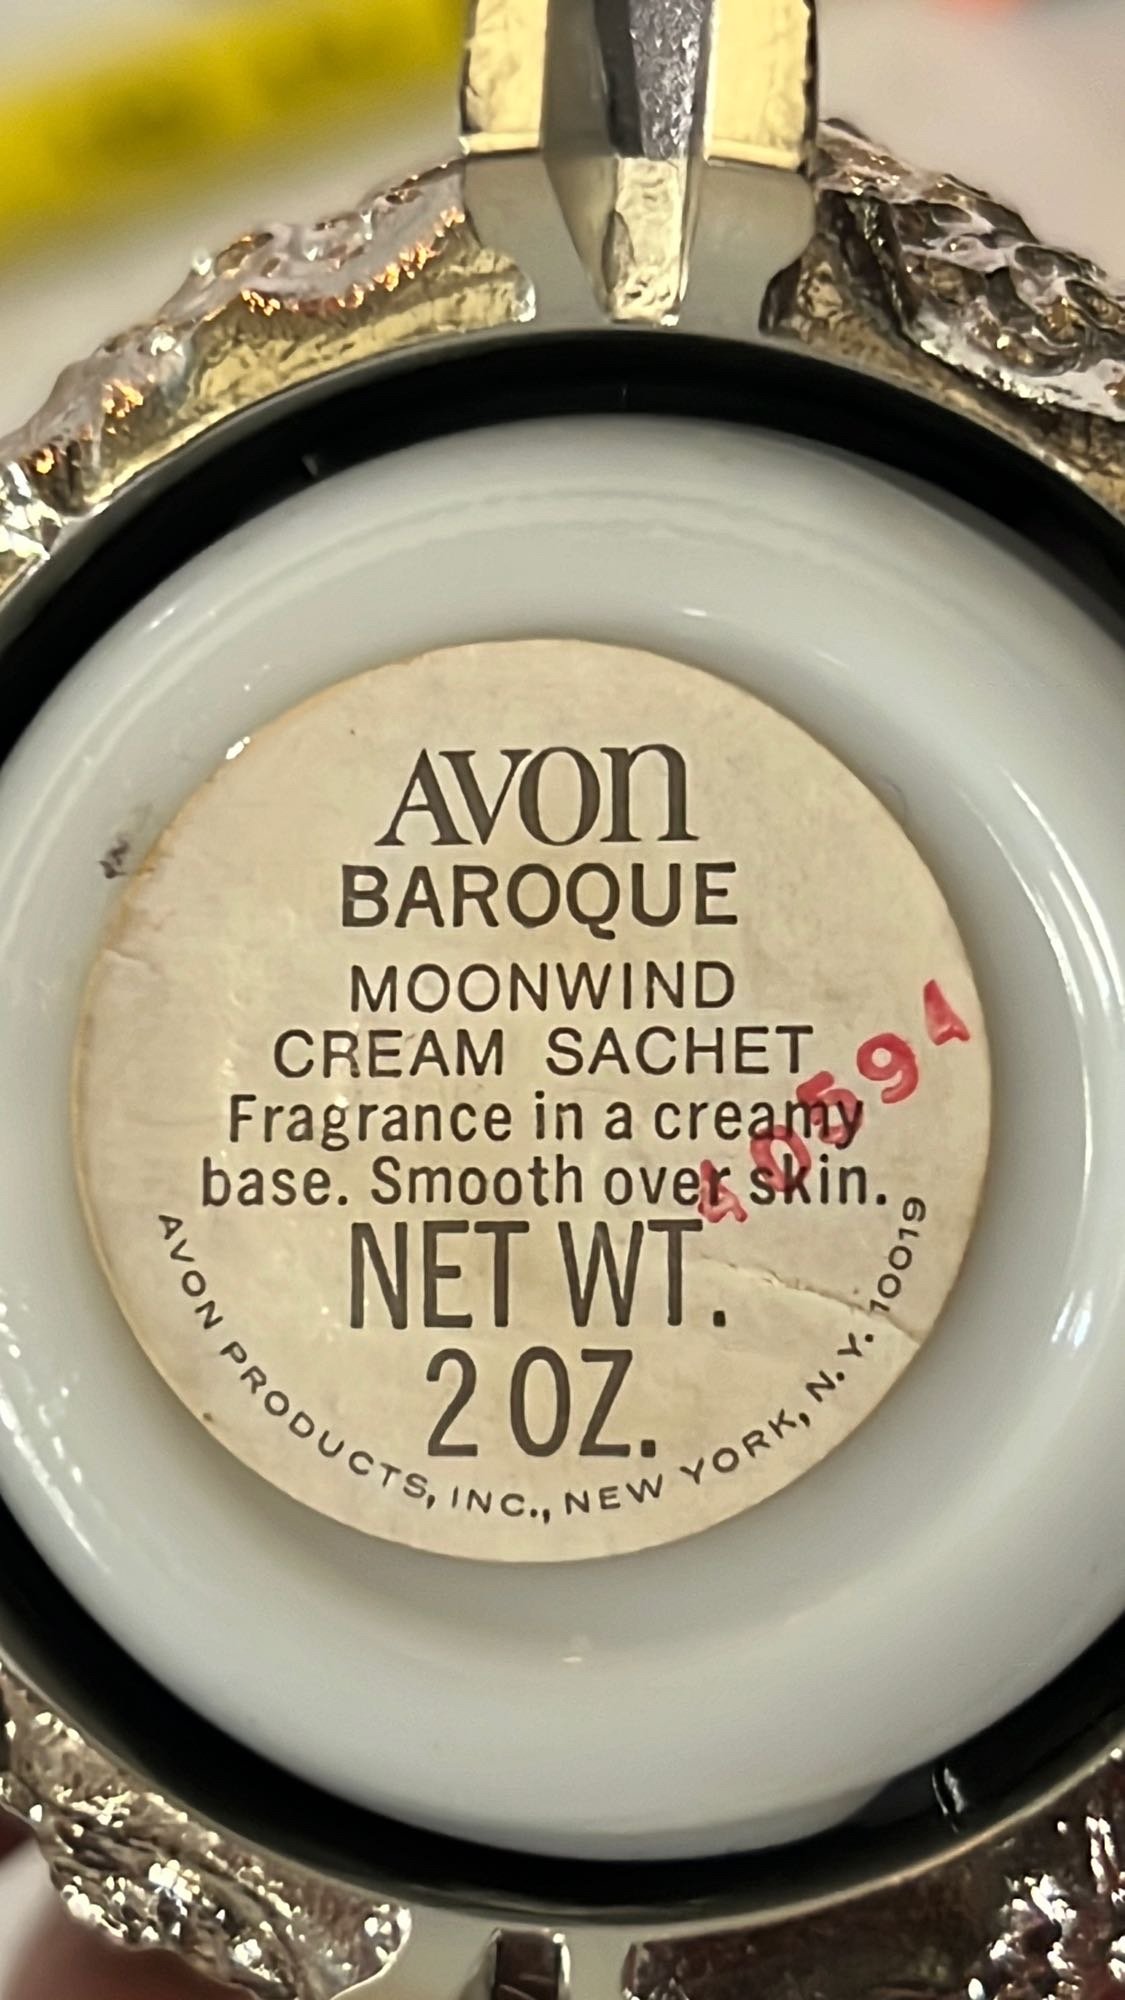 AVON
BAROQUE
MOONWIND
CREAM SACHET
Fragrance in a creamy
base. Smooth over skin.
NET WT.
2 OZ.
AVON PRODUCTS, INC., NEW YORK, N.Y. 10019
40591